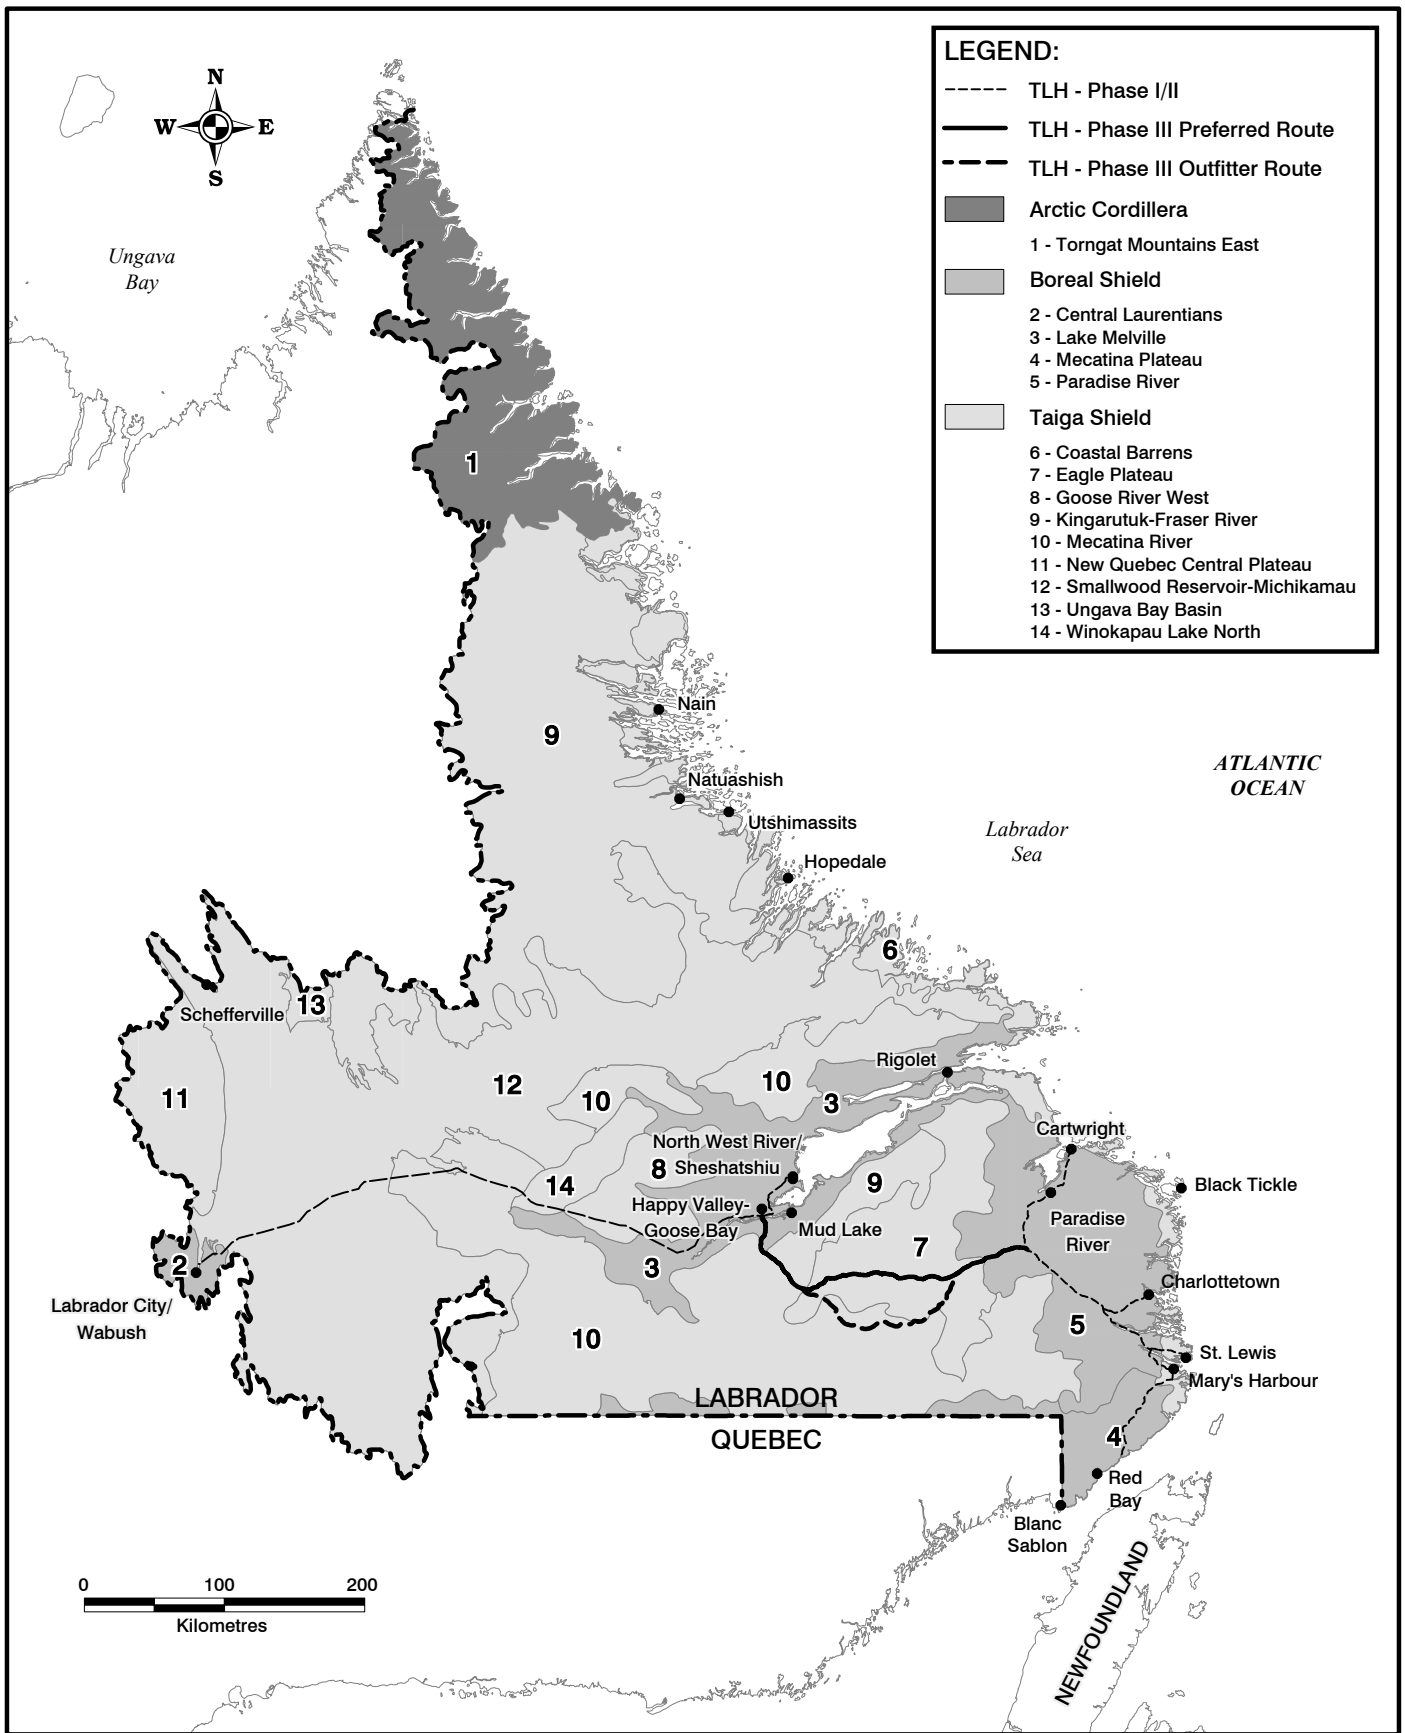 LEGEND:
TLH - Phase I/II
TLH - Phase III Preferred Route
TLH - Phase III Outfitter Route
Arctic Cordillera
1 - Torngat Mountains East
Boreal Shield
2 - Central Laurentians
3 - Lake Melville
4 - Mecatina Plateau
5 - Paradise River
Taiga Shield
6 - Coastal Barrens
7 - Eagle Plateau
8 - Goose River West
9 - Kingarutuk-Fraser River
10 - Mecatina River
11 - New Quebec Central Plateau
12 - Smallwood Reservoir-Michikamau
13 - Ungava Bay Basin
14 - Winokapau Lake North
N
W
E
S
Ungava
Bay
1
9
Nain
Natuashish
Utshimassits
Hopedale
ATLANTIC
OCEAN
Labrador
Sea
6
Schefferville
13
11
12
10
10
3
Rigolet
Cartwright
North West River/
Sheshatshiu
8
14
9
Black Tickle
Happy Valley-
Goose Bay
Mud Lake
Paradise
River
7
2
3
Labrador City/
Wabush
Charlottetown
5
10
St. Lewis
Mary's Harbour
LABRADOR
QUEBEC
4
Red
Bay
Blanc
Sablon
NEWFOUNDLAND
0
100
200
Kilometres